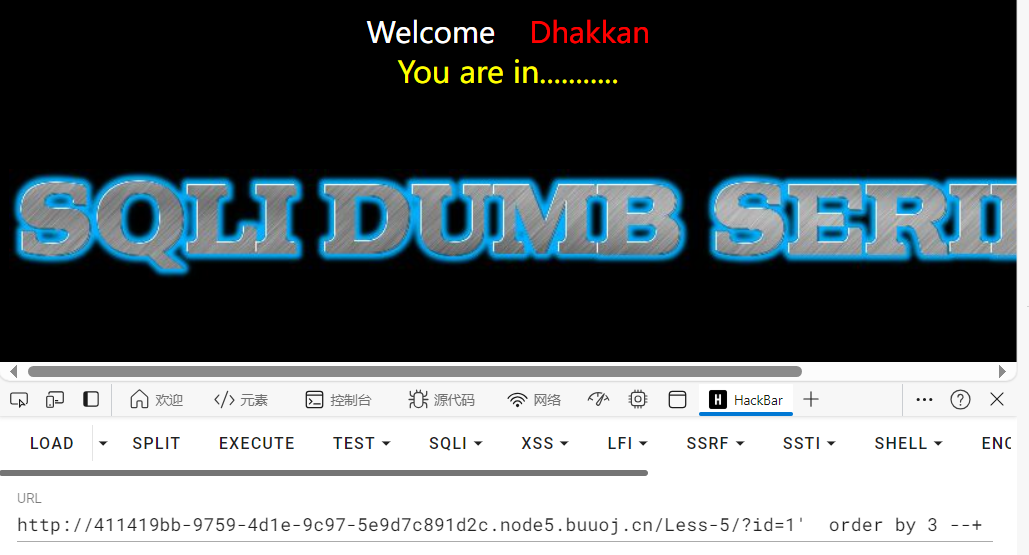 Welcome Dhakkan
You are in...........
SQLI DUMB SERI
欢迎 元素 控制台 源代码 网络 HackBar
LOAD SPLIT EXECUTE TEST SQLI XSS LFI SSRF SSTI SHELL ENC
URL
http://411419bb-9759-4d1e-9c97-5e9d7c891d2c.node5.buuoj.cn/Less-5/?id=1'  order by 3 --+